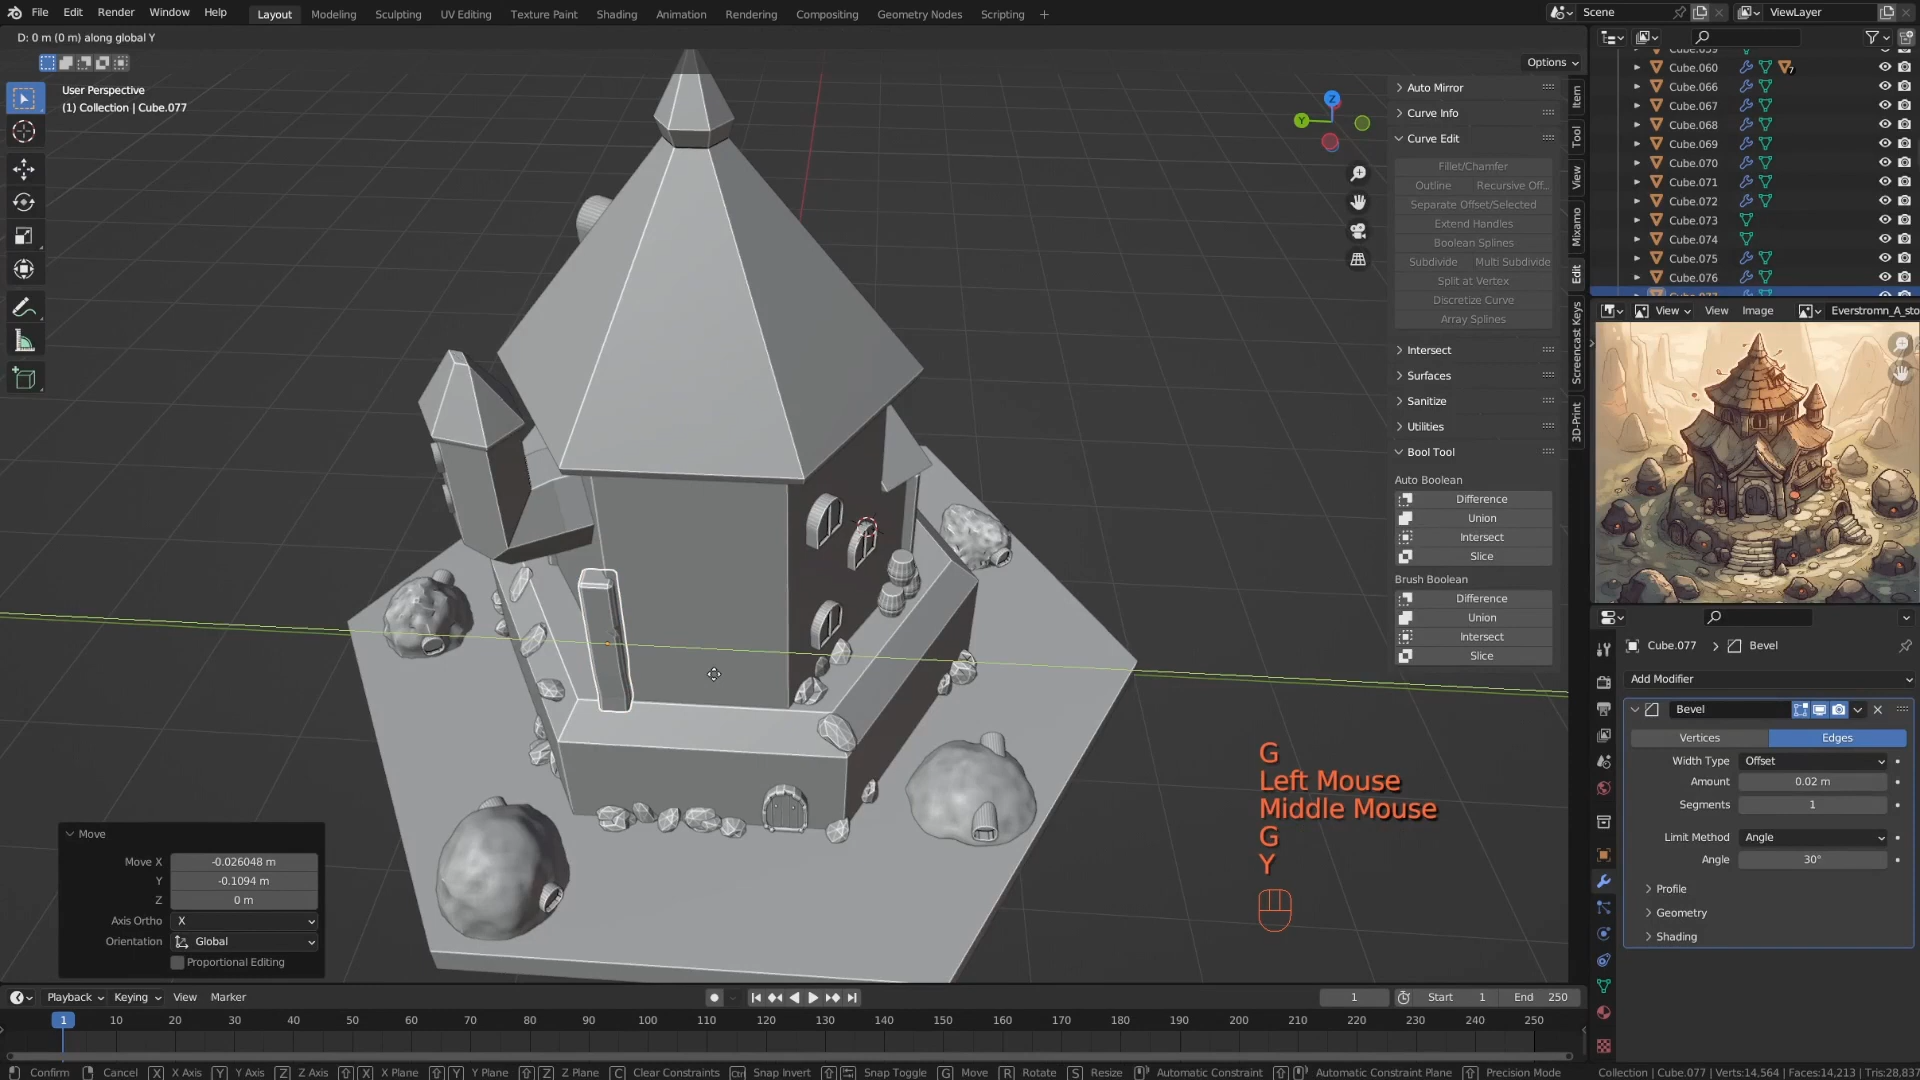 File Edit Render Window Help Layout Modeling Sculpting UV Editing Texture Paint Shading Animation Rendering Compositing Geometry Nodes Scripting + Scene ViewLayer
D: 0 m (0 m) along global Y
Options
User Perspective
(1) Collection | Cube.077
Z
Y
Auto Mirror
Curve Info
Curve Edit
Fillet/Chamfer
Outline Recursive Off...
Separate Offset/Selected
Extend Handles
Boolean Splines
Subdivide Multi Subdivide
Split at Vertex
Discretize Curve
Array Splines
Intersect
Surfaces
Sanitize
Utilities
Bool Tool
Auto Boolean
Difference
Union
Intersect
Slice
Brush Boolean
Difference
Union
Intersect
Slice
Item
Tool
View
Mixamo
Edit
Screencast Keys
3D-Print
Cube.059
Cube.060 7
Cube.066
Cube.067
Cube.068
Cube.069
Cube.070
Cube.071
Cube.072
Cube.073
Cube.074
Cube.075
Cube.076
Cube.077
View View Image Everstromn_A_sto
Cube.077 > Bevel
Add Modifier
Bevel
Vertices Edges
Width Type Offset
Amount 0.02 m
Segments 1
Limit Method Angle
Angle 30°
Profile
Geometry
Shading
G
Left Mouse
Middle Mouse
G
Y
Move
Move X -0.026048 m
Y -0.1094 m
Z 0 m
Axis Ortho X
Orientation Global
Proportional Editing
Playback Keying View Marker 1 Start 1 End 250
1 10 20 30 40 50 60 70 80 90 100 110 120 130 140 150 160 170 180 190 200 210 220 230 240 250
Confirm Cancel X X Axis Y Y Axis Z Z Axis X X Plane Y Y Plane Z Z Plane C Clear Constraints Ctrl Snap Invert Snap Toggle G Move R Rotate S Resize Automatic Constraint Automatic Constraint Plane Precision Mode Collection | Cube.077 | Verts:14,564 | Faces:14,213 | Tris:28,837